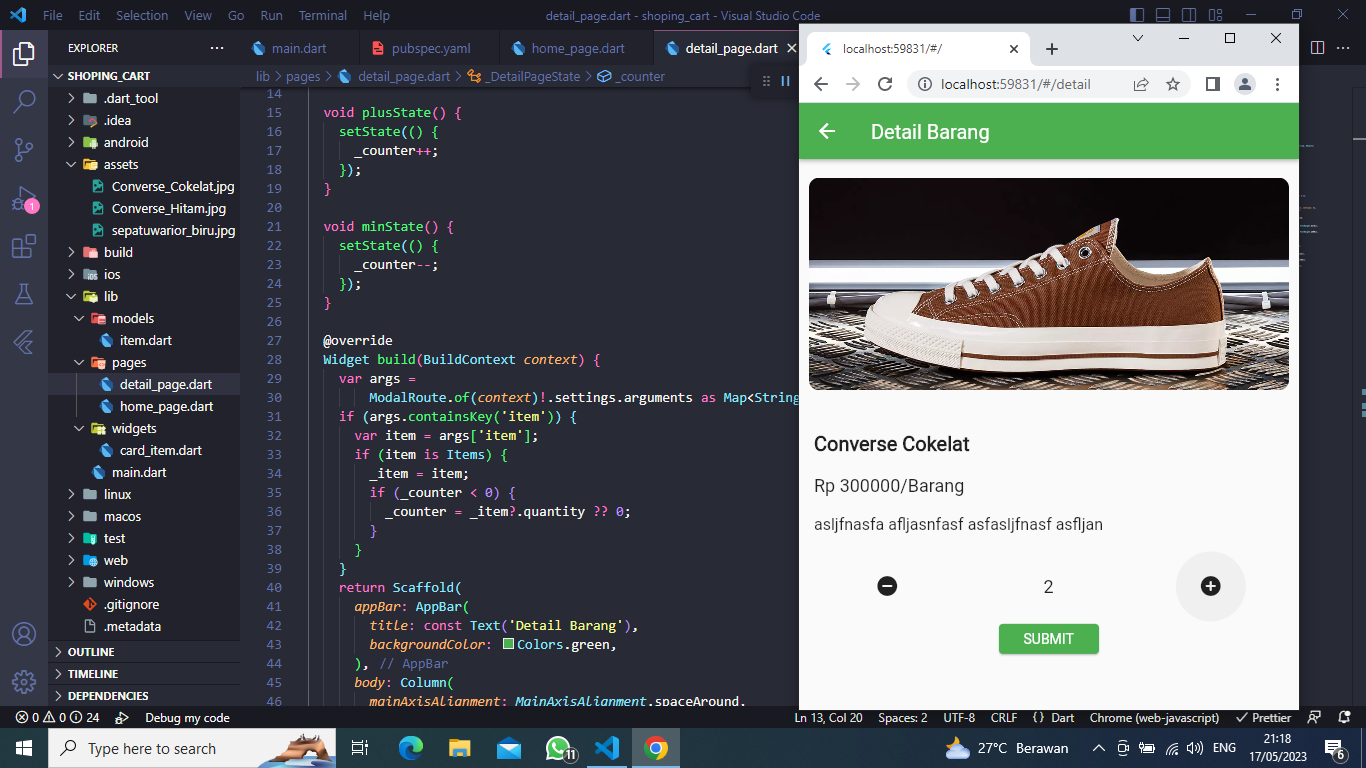 File Edit Selection View Go Run Terminal Help
detail_page.dart - shoping_cart - Visual Studio Code
EXPLORER
SHOPING_CART
.dart_tool
.idea
android
assets
Converse_Cokelat.jpg
Converse_Hitam.jpg
sepatuwarior_biru.jpg
build
ios
lib
models
item.dart
pages
detail_page.dart
home_page.dart
widgets
card_item.dart
main.dart
linux
macos
test
web
windows
.gitignore
.metadata
OUTLINE
TIMELINE
DEPENDENCIES
1
main.dart pubspec.yaml home_page.dart detail_page.dart
lib > pages > detail_page.dart > _DetailPageState > _counter
14
15 void plusState() {
16 setState(() {
17 _counter++;
18 });
19 }
20
21 void minState() {
22 setState(() {
23 _counter--;
24 });
25 }
26
27 @override
28 Widget build(BuildContext context) {
29 var args =
30 ModalRoute.of(context)!.settings.arguments as Map<String
31 if (args.containsKey('item')) {
32 var item = args['item'];
33 if (item is Items) {
34 _item = item;
35 if (_counter < 0) {
36 _counter = _item?.quantity ?? 0;
37 }
38 }
39 }
40 return Scaffold(
41 appBar: AppBar(
42 title: const Text('Detail Barang'),
43 backgroundColor: Colors.green,
44 ), // AppBar
45 body: Column(
46 mainAxisAlignment: MainAxisAlignment.spaceAround,
localhost:59831/#/
localhost:59831/#/detail
Detail Barang
Converse Cokelat
Rp 300000/Barang
asljfnasfa afljasnfasf asfasljfnasf asfljan
2
SUBMIT
0 0 24 Debug my code
Ln 13, Col 20 Spaces: 2 UTF-8 CRLF {} Dart Chrome (web-javascript) Prettier
Type here to search
11
27°C Berawan
ENG
21:18
17/05/2023
6